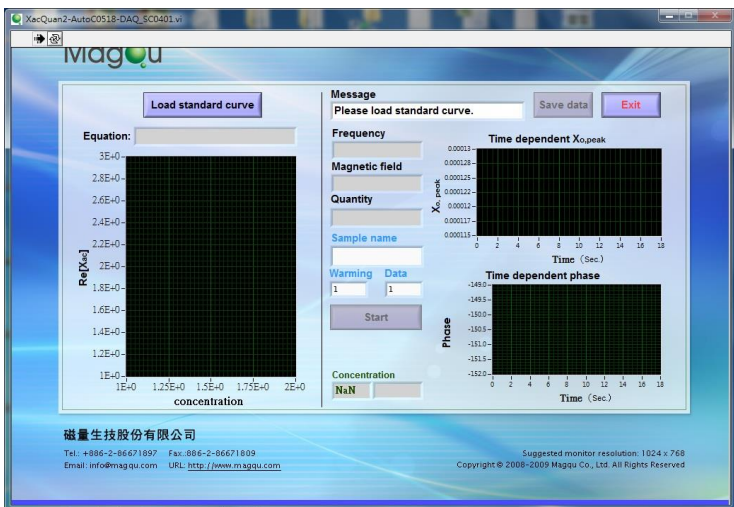 XacQuan2-AutoC0518-DAQ_SC0401.vi
MagQu
Load standard curve
Equation:
Re[Xac]
3E+0
2.8E+0
2.6E+0
2.4E+0
2.2E+0
2E+0
1.8E+0
1.6E+0
1.4E+0
1.2E+0
1E+0
1E+0 1.25E+0 1.5E+0 1.75E+0 2E+0
concentration
Message
Please load standard curve.
Save data
Exit
Frequency
Magnetic field
Quantity
Sample name
Warming Data
1 1
Start
Concentration
NaN
Time dependent Xo,peak
Xo, peak
0.00013
0.000128
0.000125
0.000122
0.00012
0.000117
0.000115
0 2 4 6 8 10 12 14 16 18
Time (Sec.)
Time dependent phase
Phase
-149.0
-149.5
-150.0
-150.5
-151.0
-151.5
-152.0
0 2 4 6 8 10 12 14 16 18
Time (Sec.)
磁量生技股份有限公司
Tel.: +886-2-86671897 Fax.:886-2-86671809
Email: info@magqu.com URL: http://www.magqu.com
Suggested monitor resolution: 1024 x 768
Copyright © 2008-2009 Magqu Co., Ltd. All Rights Reserved